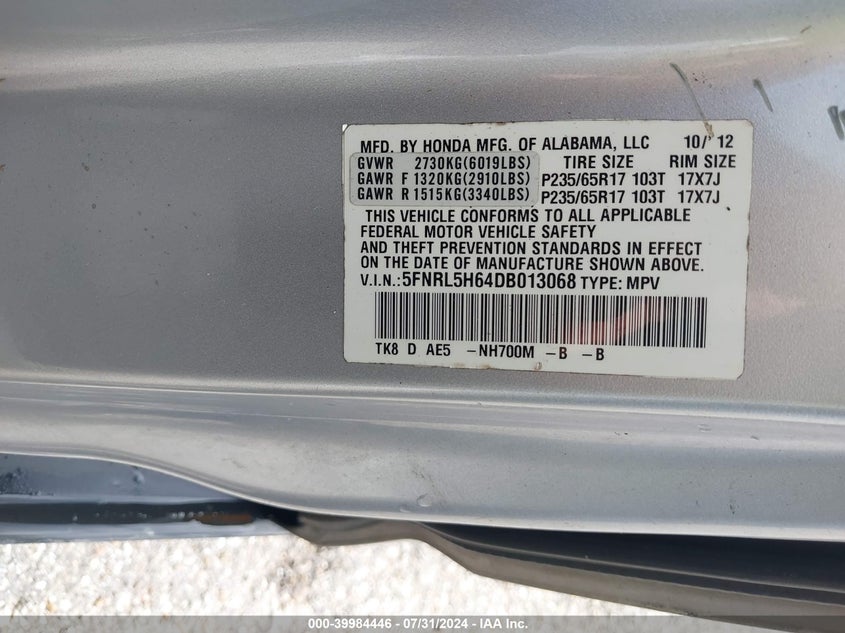 MFD. BY HONDA MFG. OF ALABAMA, LLC 10/ 12
GVWR 2730KG(6019LBS) TIRE SIZE RIM SIZE
GAWR F 1320KG(2910LBS) P235/65R17 103T 17X7J
GAWR R 1515KG(3340LBS) P235/65R17 103T 17X7J
THIS VEHICLE CONFORMS TO ALL APPLICABLE
FEDERAL MOTOR VEHICLE SAFETY
AND THEFT PREVENTION STANDARDS IN EFFECT
ON THE DATE OF MANUFACTURE SHOWN ABOVE.
V.I.N.:5FNRL5H64DB013068 TYPE: MPV
TK8 D AE5 -NH700M -B -B
000-39984446 - 07/31/2024 - IAA Inc.